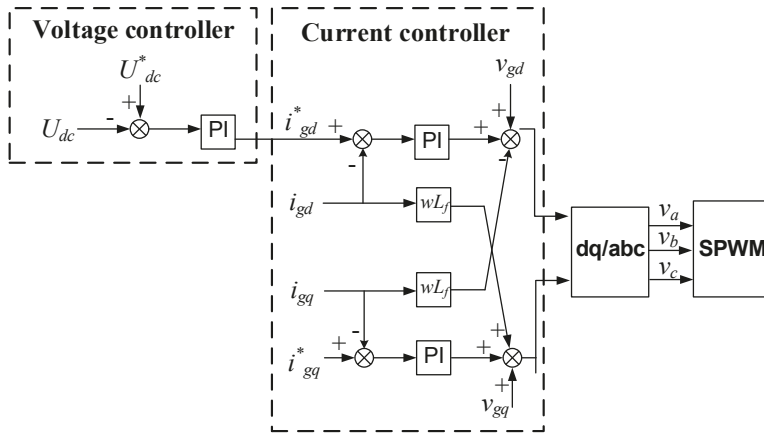 Voltage controller
Current controller
U*dc
vgd
+
Udc
-
PI
i*gd
+
PI
+
+
-
-
igd
wLf
dq/abc
va
vb
vc
SPWM
igq
wLf
-
+
i*gq
PI
+
+
+
vgq